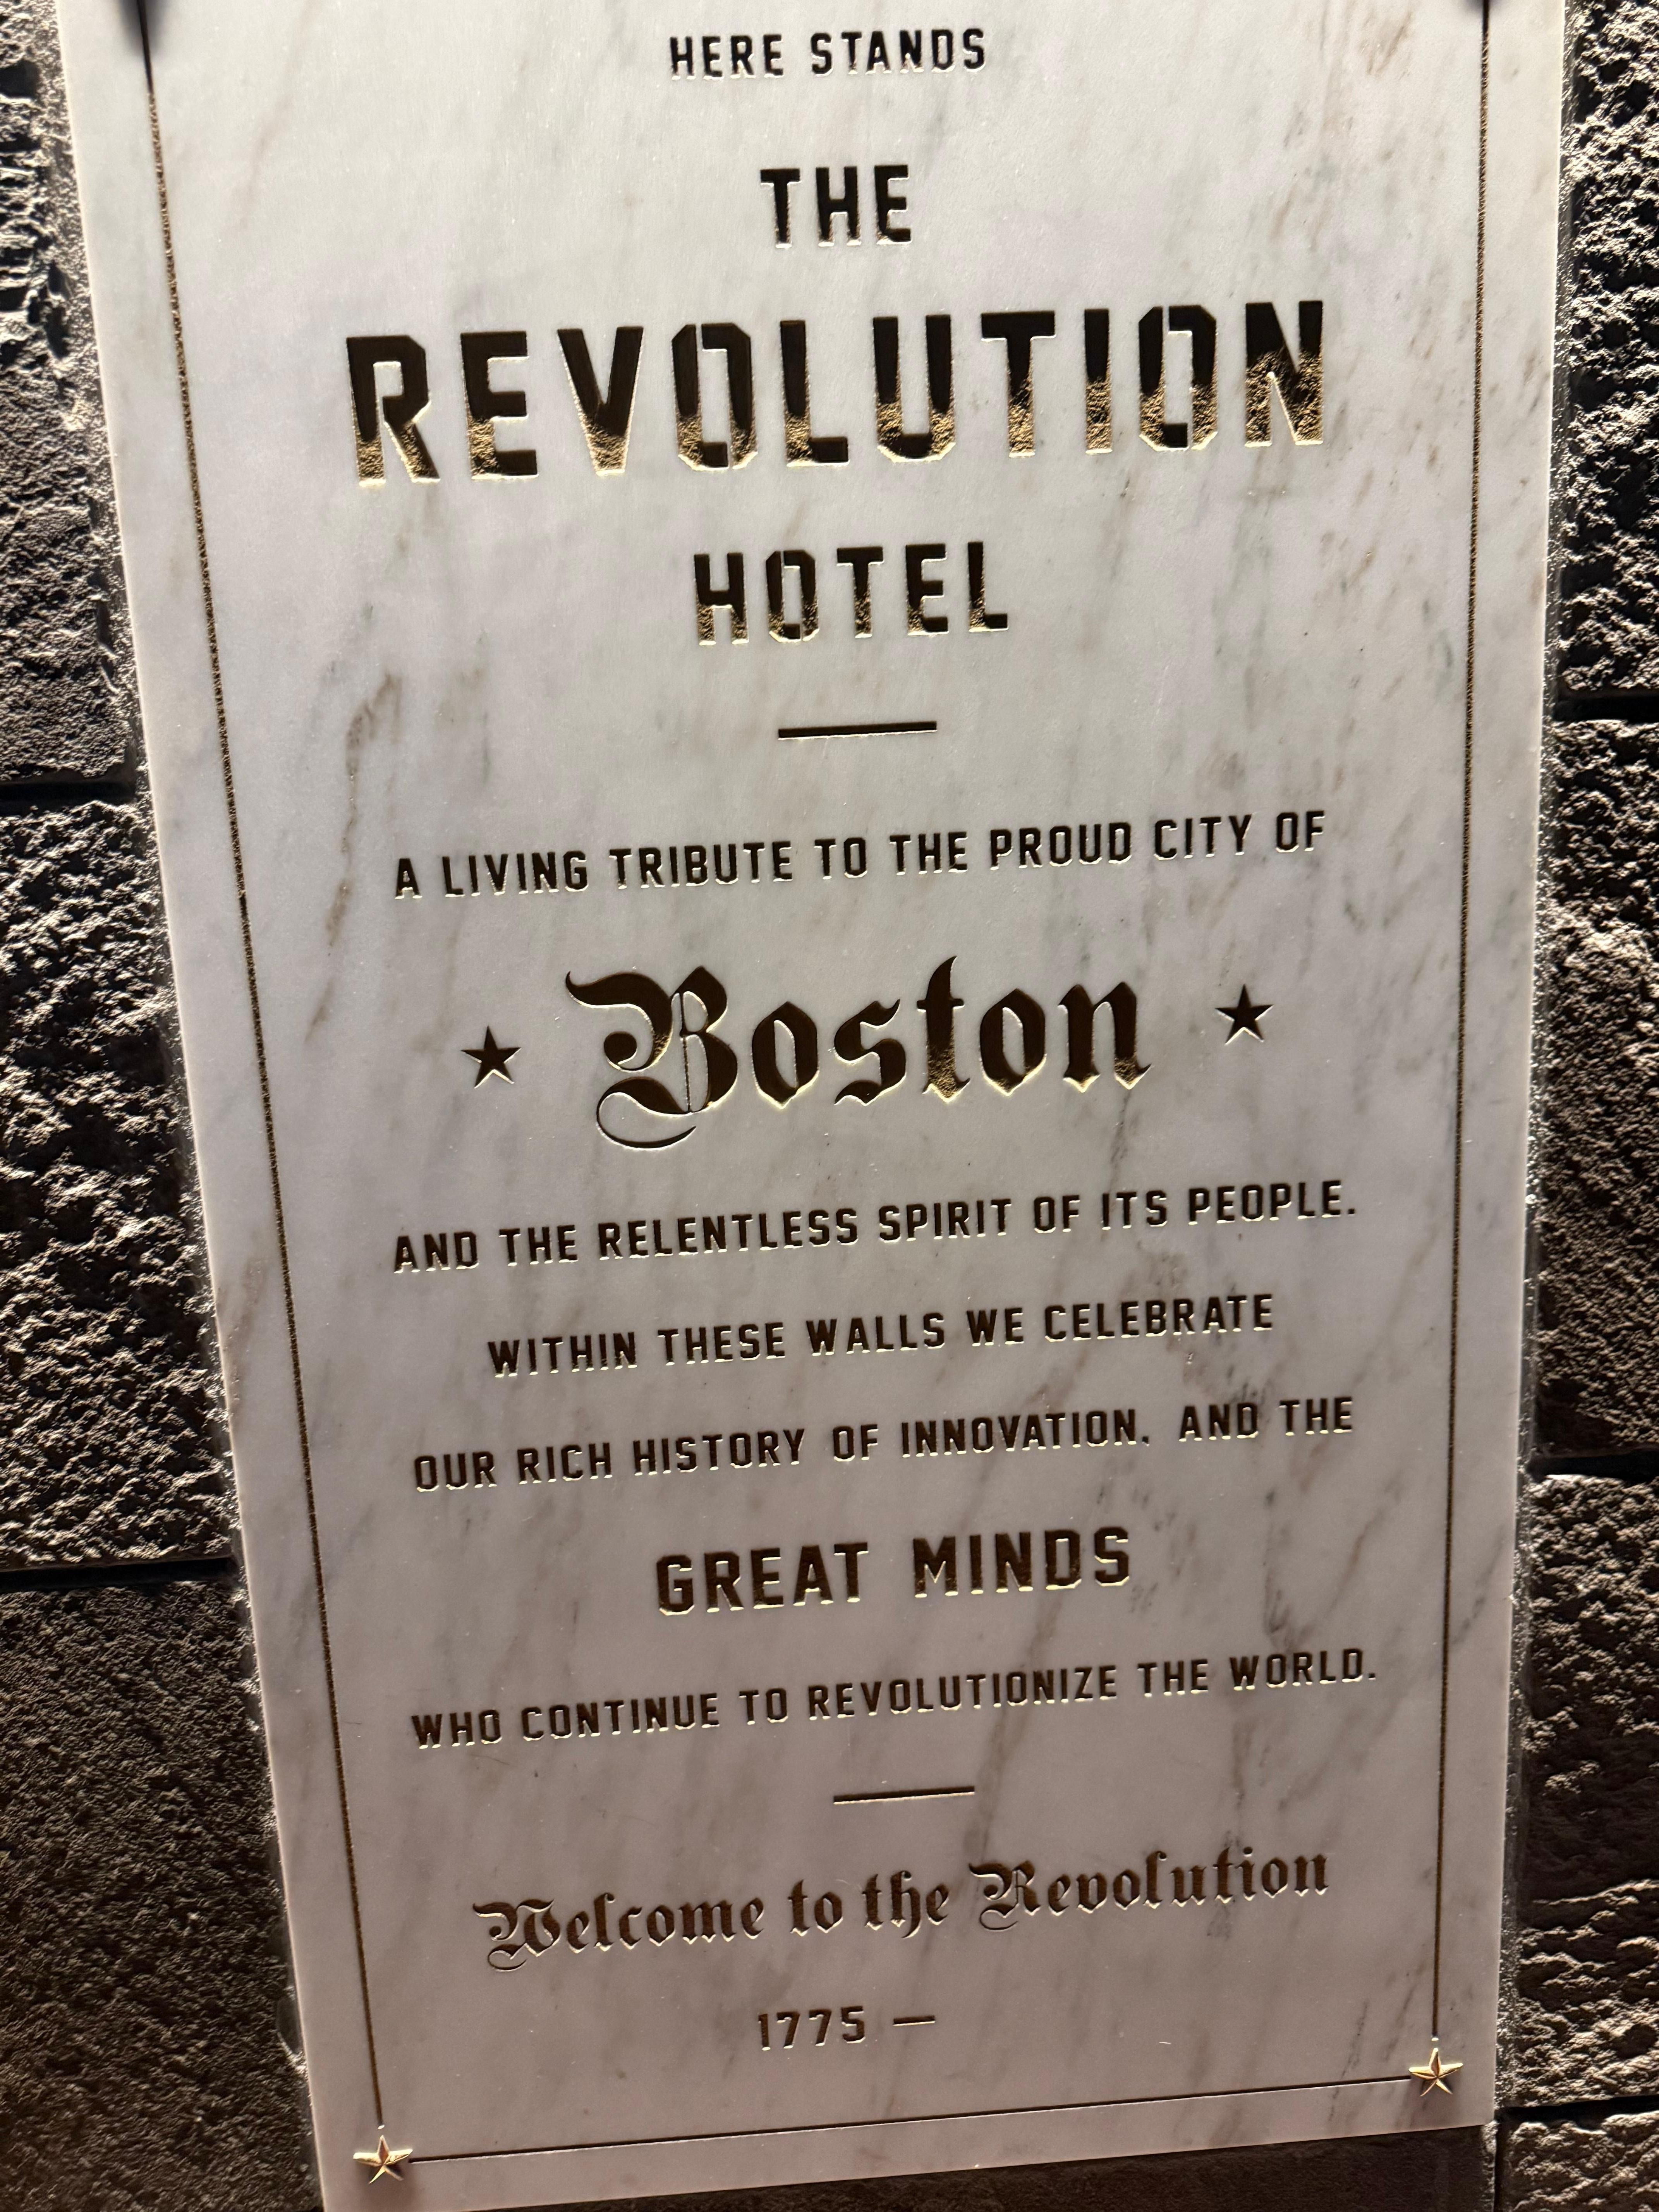 HERE STANDS
THE
REVOLUTION
HOTEL
A LIVING TRIBUTE TO THE PROUD CITY OF
★ Boston ★
AND THE RELENTLESS SPIRIT OF ITS PEOPLE.
WITHIN THESE WALLS WE CELEBRATE
OUR RICH HISTORY OF INNOVATION, AND THE
GREAT MINDS
WHO CONTINUE TO REVOLUTIONIZE THE WORLD.
Welcome to the Revolution
1775 —